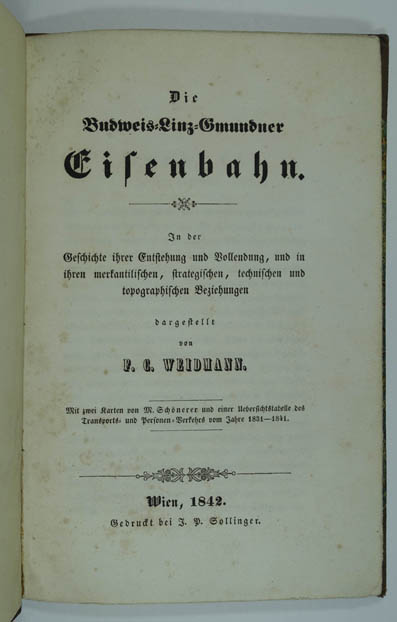 Die
Budweis-Linz-Gmundner
Eiſenbahn.
In der
Geſchichte ihrer Entſtehung und Vollendung, und in
ihren merkantiliſchen, ſtrategiſchen, techniſchen und
topographiſchen Beziehungen
dargeſtellt
von
F. C. WEIDMANN.
Mit zwei Karten von M. Schönerer und einer Ueberſichtstabelle des
Transports- und Perſonen-Verkehrs vom Jahre 1831—1841.
Wien, 1842.
Gedruckt bei J. P. Sollinger.